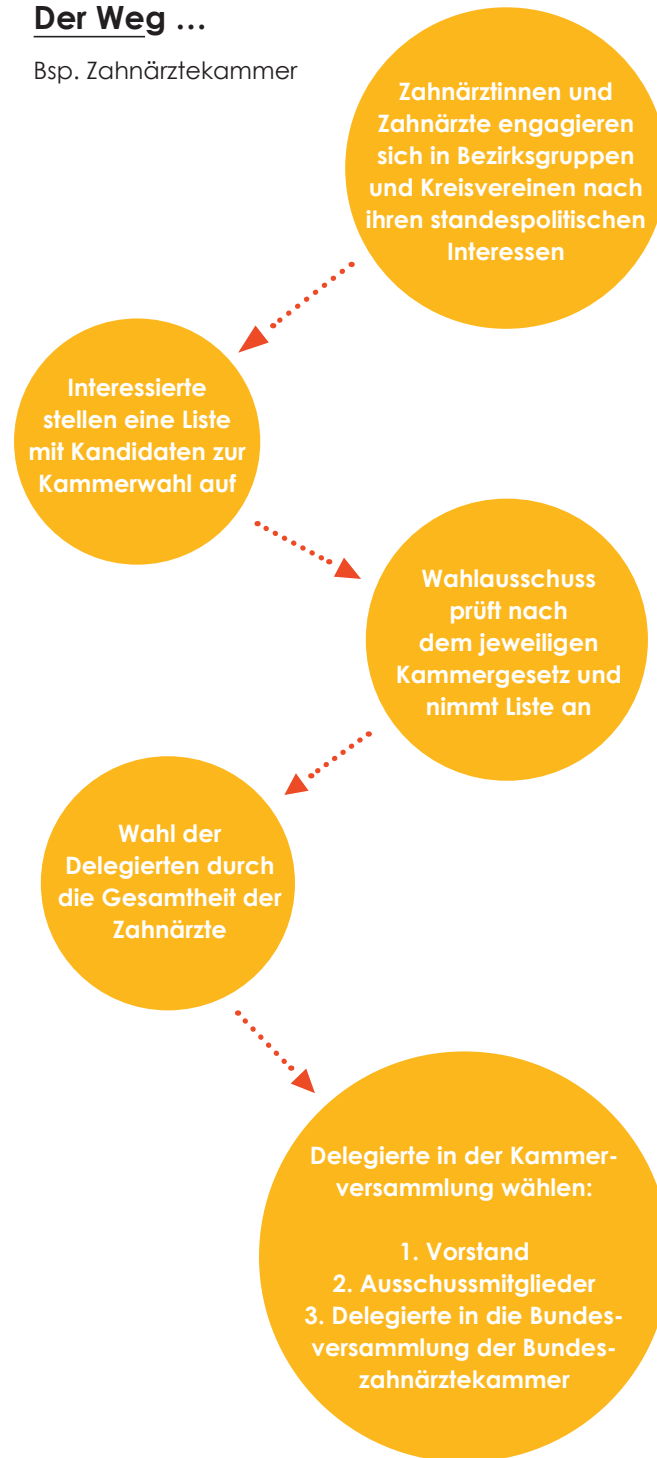 Der Weg …
Bsp. Zahnärztekammer
Zahnärztinnen und
Zahnärzte engagieren
sich in Bezirksgruppen
und Kreisvereinen nach
ihren standespolitischen
Interessen
Interessierte
stellen eine Liste
mit Kandidaten zur
Kammerwahl auf
Wahlausschuss
prüft nach
dem jeweiligen
Kammergesetz und
nimmt Liste an
Wahl der
Delegierten durch
die Gesamtheit der
Zahnärzte
Delegierte in der Kammer-
versammlung wählen:
1. Vorstand
2. Ausschussmitglieder
3. Delegierte in die Bundes-
versammlung der Bundes-
zahnärztekammer